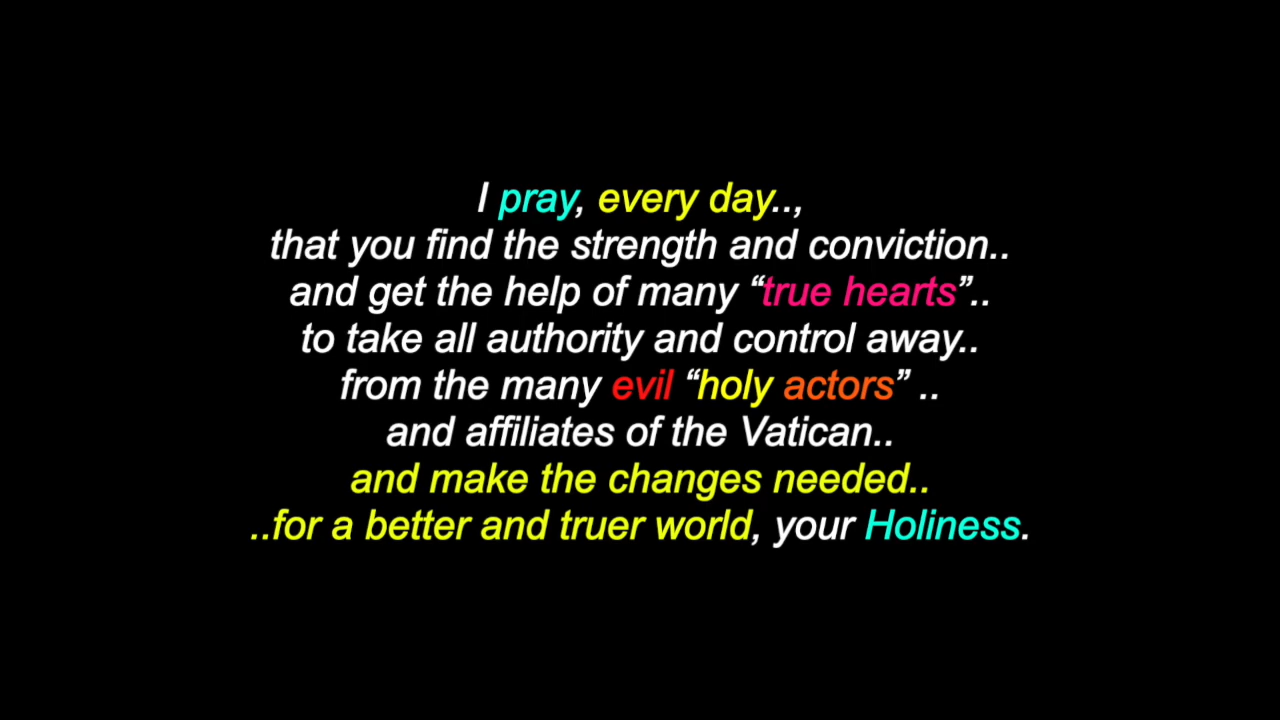 I pray, every day..,
that you find the strength and conviction..
and get the help of many “true hearts”..
to take all authority and control away..
from the many evil “holy actors” ..
and affiliates of the Vatican..
and make the changes needed..
..for a better and truer world, your Holiness.